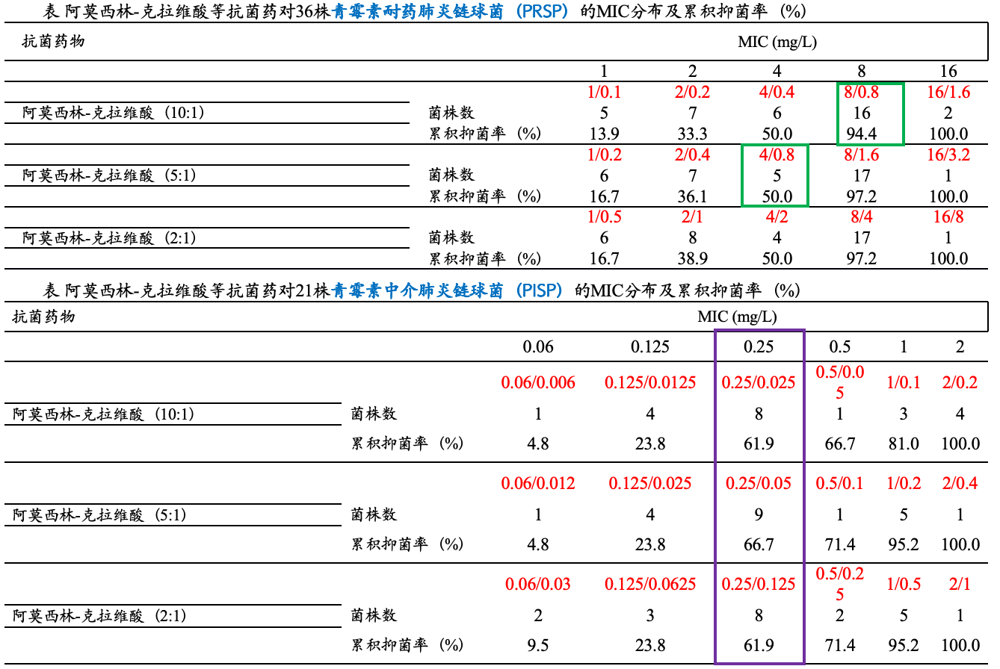 表 阿莫西林-克拉维酸等抗菌药对36株青霉素耐药肺炎链球菌（PRSP）的MIC分布及累积抑菌率（%）
抗菌药物 MIC (mg/L)
1 2 4 8 16
1/0.1 2/0.2 4/0.4 8/0.8 16/1.6
阿莫西林-克拉维酸（10:1） 菌株数 5 7 6 16 2
累积抑菌率（%） 13.9 33.3 50.0 94.4 100.0
1/0.2 2/0.4 4/0.8 8/1.6 16/3.2
阿莫西林-克拉维酸（5:1） 菌株数 6 7 5 17 1
累积抑菌率（%） 16.7 36.1 50.0 97.2 100.0
1/0.5 2/1 4/2 8/4 16/8
阿莫西林-克拉维酸（2:1） 菌株数 6 8 4 17 1
累积抑菌率（%） 16.7 38.9 50.0 97.2 100.0
表 阿莫西林-克拉维酸等抗菌药对21株青霉素中介肺炎链球菌（PISP）的MIC分布及累积抑菌率（%）
抗菌药物 MIC (mg/L)
0.06 0.125 0.25 0.5 1 2
0.06/0.006 0.125/0.0125 0.25/0.025 0.5/0.05 1/0.1 2/0.2
阿莫西林-克拉维酸（10:1） 菌株数 1 4 8 1 3 4
累积抑菌率（%） 4.8 23.8 61.9 66.7 81.0 100.0
0.06/0.012 0.125/0.025 0.25/0.05 0.5/0.1 1/0.2 2/0.4
阿莫西林-克拉维酸（5:1） 菌株数 1 4 9 1 5 1
累积抑菌率（%） 4.8 23.8 66.7 71.4 95.2 100.0
0.06/0.03 0.125/0.0625 0.25/0.125 0.5/0.25 1/0.5 2/1
阿莫西林-克拉维酸（2:1） 菌株数 2 3 8 2 5 1
累积抑菌率（%） 9.5 23.8 61.9 71.4 95.2 100.0